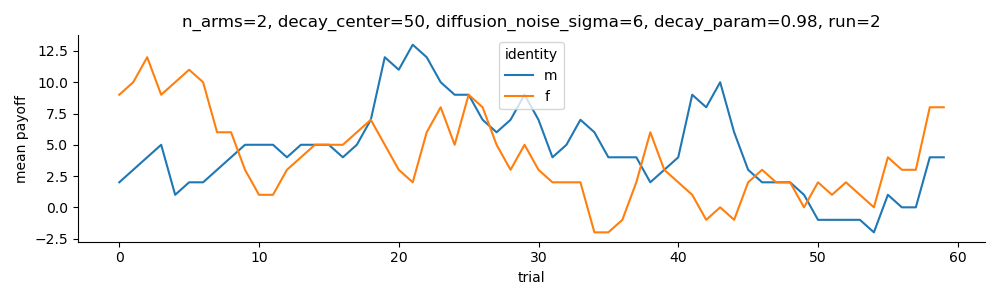 n_arms=2, decay_center=50, diffusion_noise_sigma=6, decay_param=0.98, run=2
identity
m
f
12.5
10.0
7.5
5.0
2.5
0.0
−2.5
mean payoff
0 10 20 30 40 50 60
trial